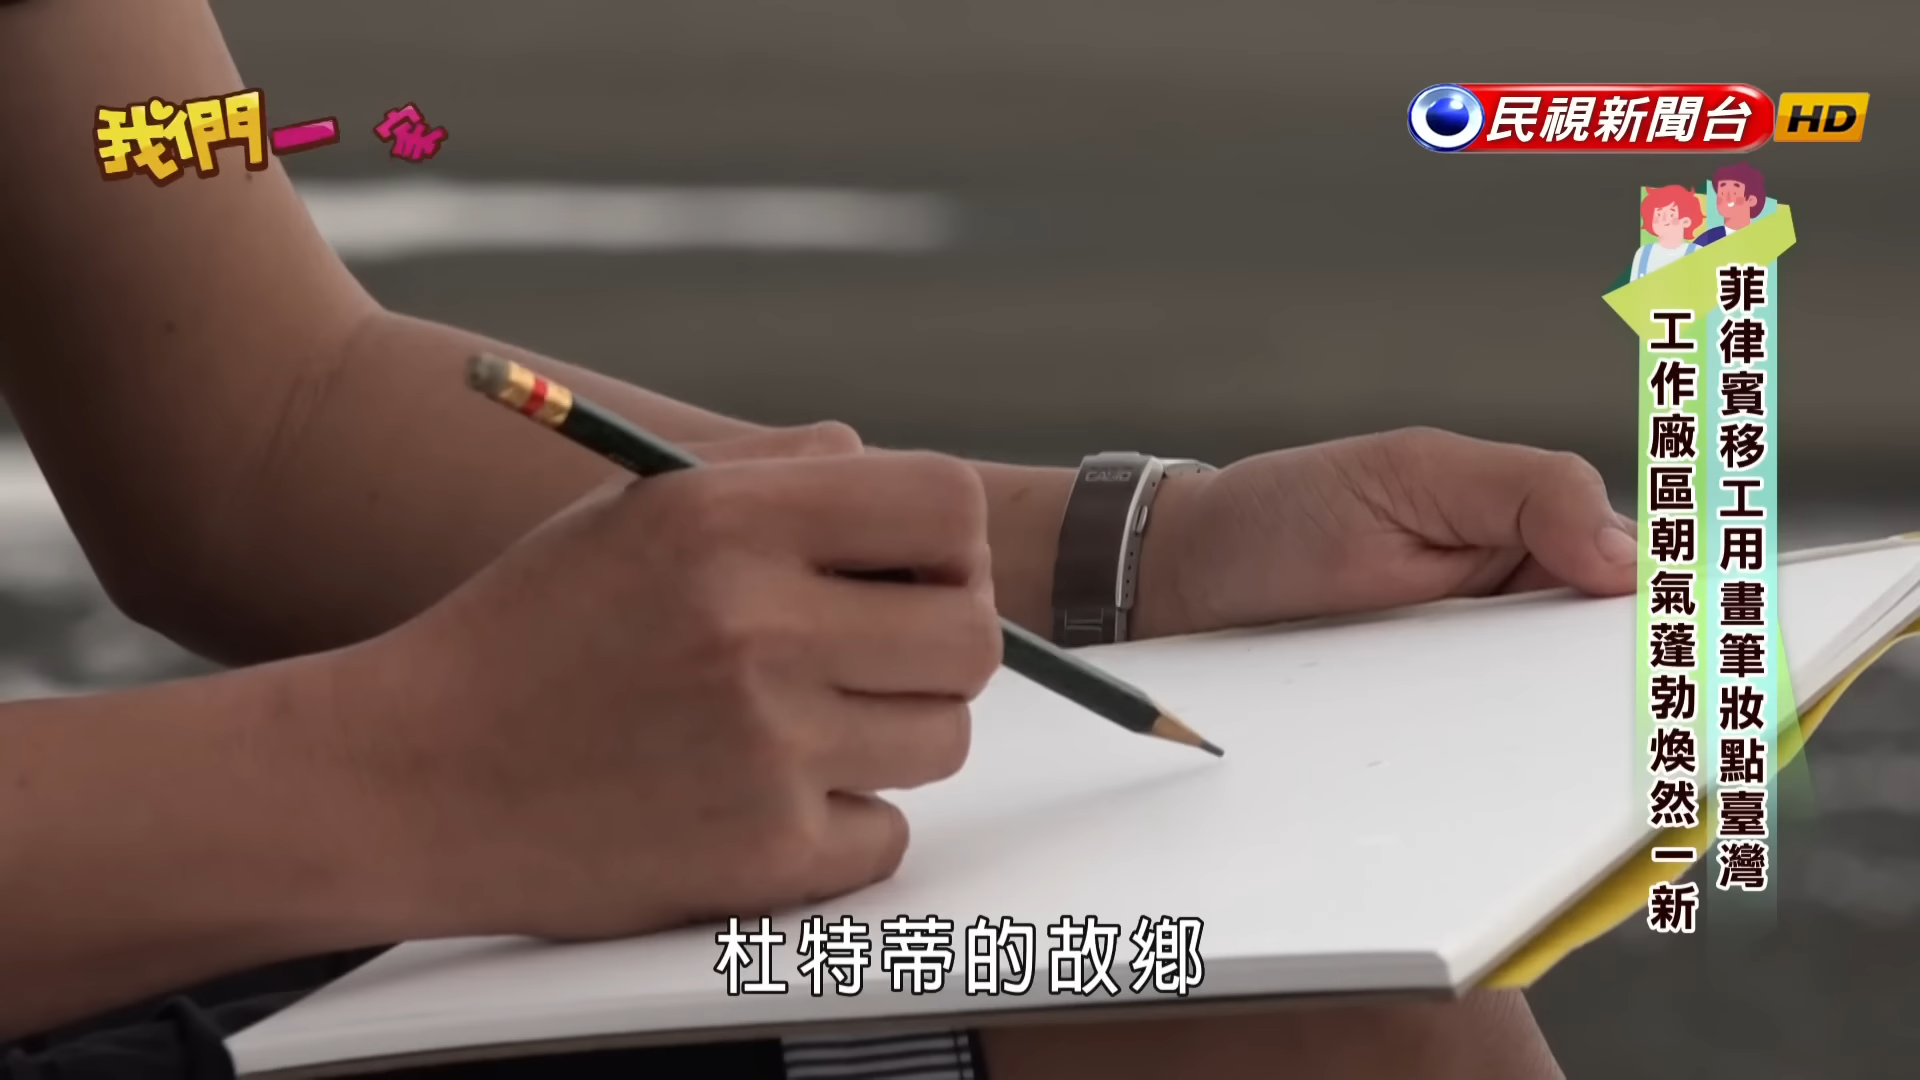 我們一家
民視新聞台 HD
菲律賓移工用畫筆妝點臺灣
工作廠區朝氣蓬勃煥然一新
CASIO
杜特蒂的故鄉